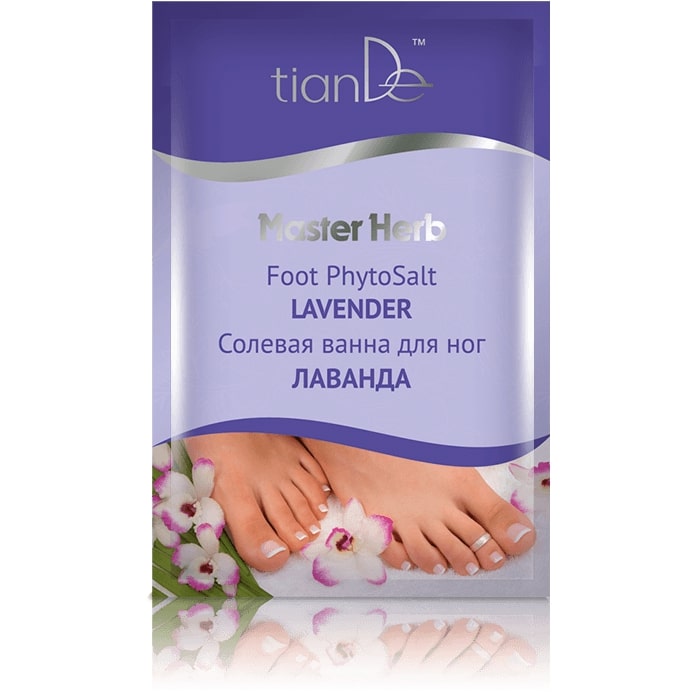 tianDe™
Master Herb
Foot PhytoSalt
LAVENDER
Солевая ванна для ног
ЛАВАНДА